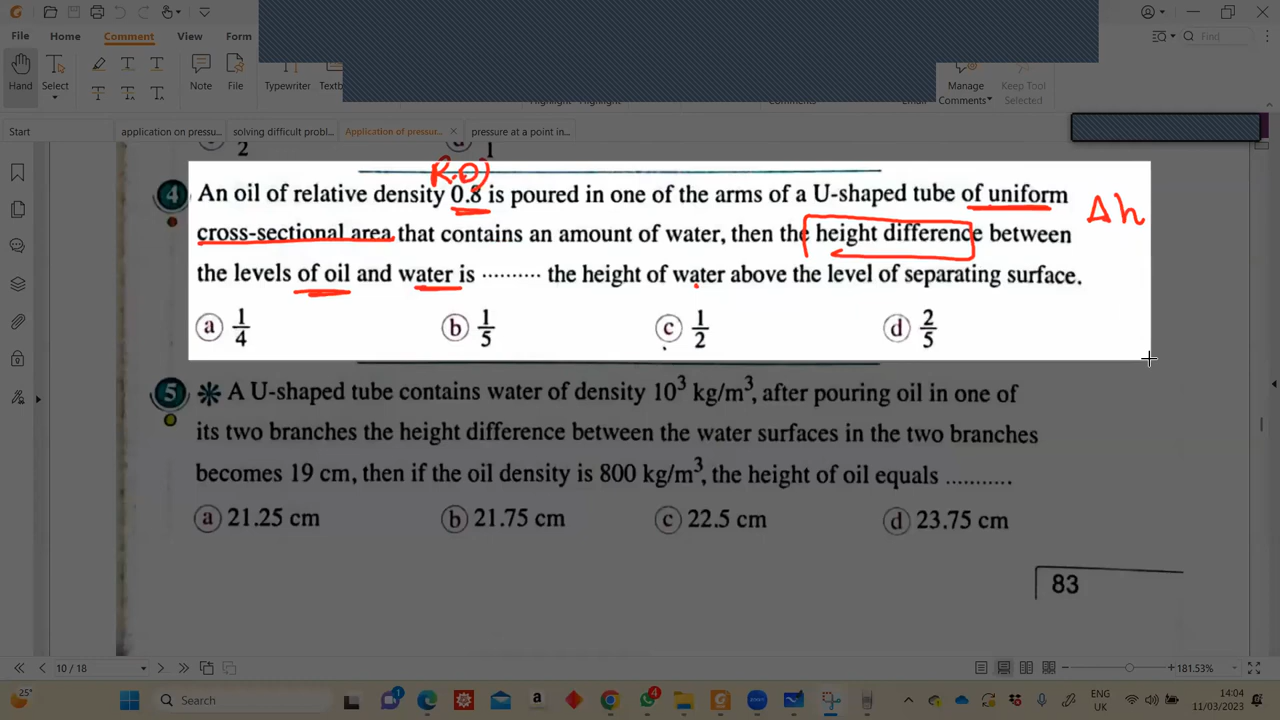 File Home Comment View Form
Find
Hand Select Note File Typewriter Textb Manage Comments Keep Tool Selected
Start application on pressu... solving difficult probl... Application of pressur... × pressure at a point in...
2 1
R.D)
4 An oil of relative density 0.8 is poured in one of the arms of a U-shaped tube of uniform
Δh
cross-sectional area that contains an amount of water, then the height difference between
the levels of oil and water is .......... the height of water above the level of separating surface.
a 1/4 b 1/5 c 1/2 d 2/5
5 * A U-shaped tube contains water of density 10³ kg/m³, after pouring oil in one of
its two branches the height difference between the water surfaces in the two branches
becomes 19 cm, then if the oil density is 800 kg/m³, the height of oil equals ...........
a 21.25 cm b 21.75 cm c 22.5 cm d 23.75 cm
83
10 / 18 181.53%
25° Search 1 4 ENG UK 14:04 11/03/2023